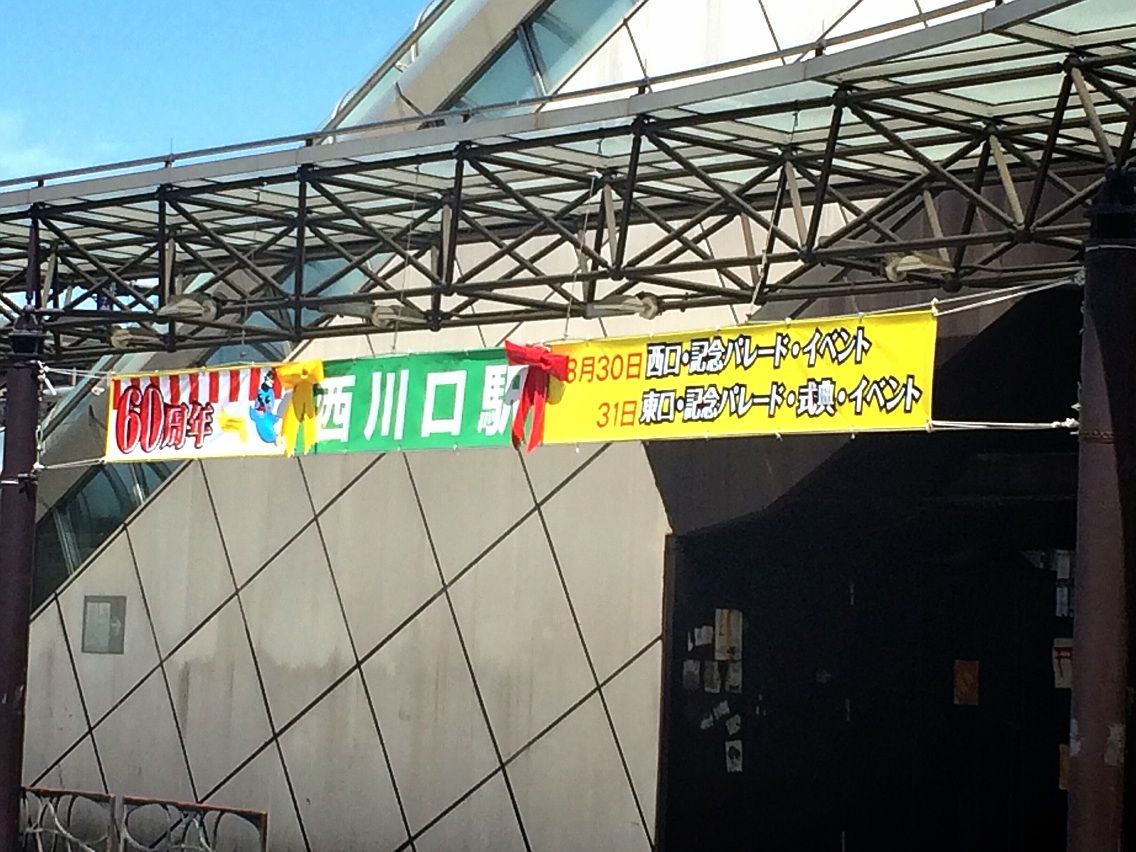 60周年
西川口駅
8月30日 西口・記念パレード・イベント
31日 東口・記念パレード・式典・イベント